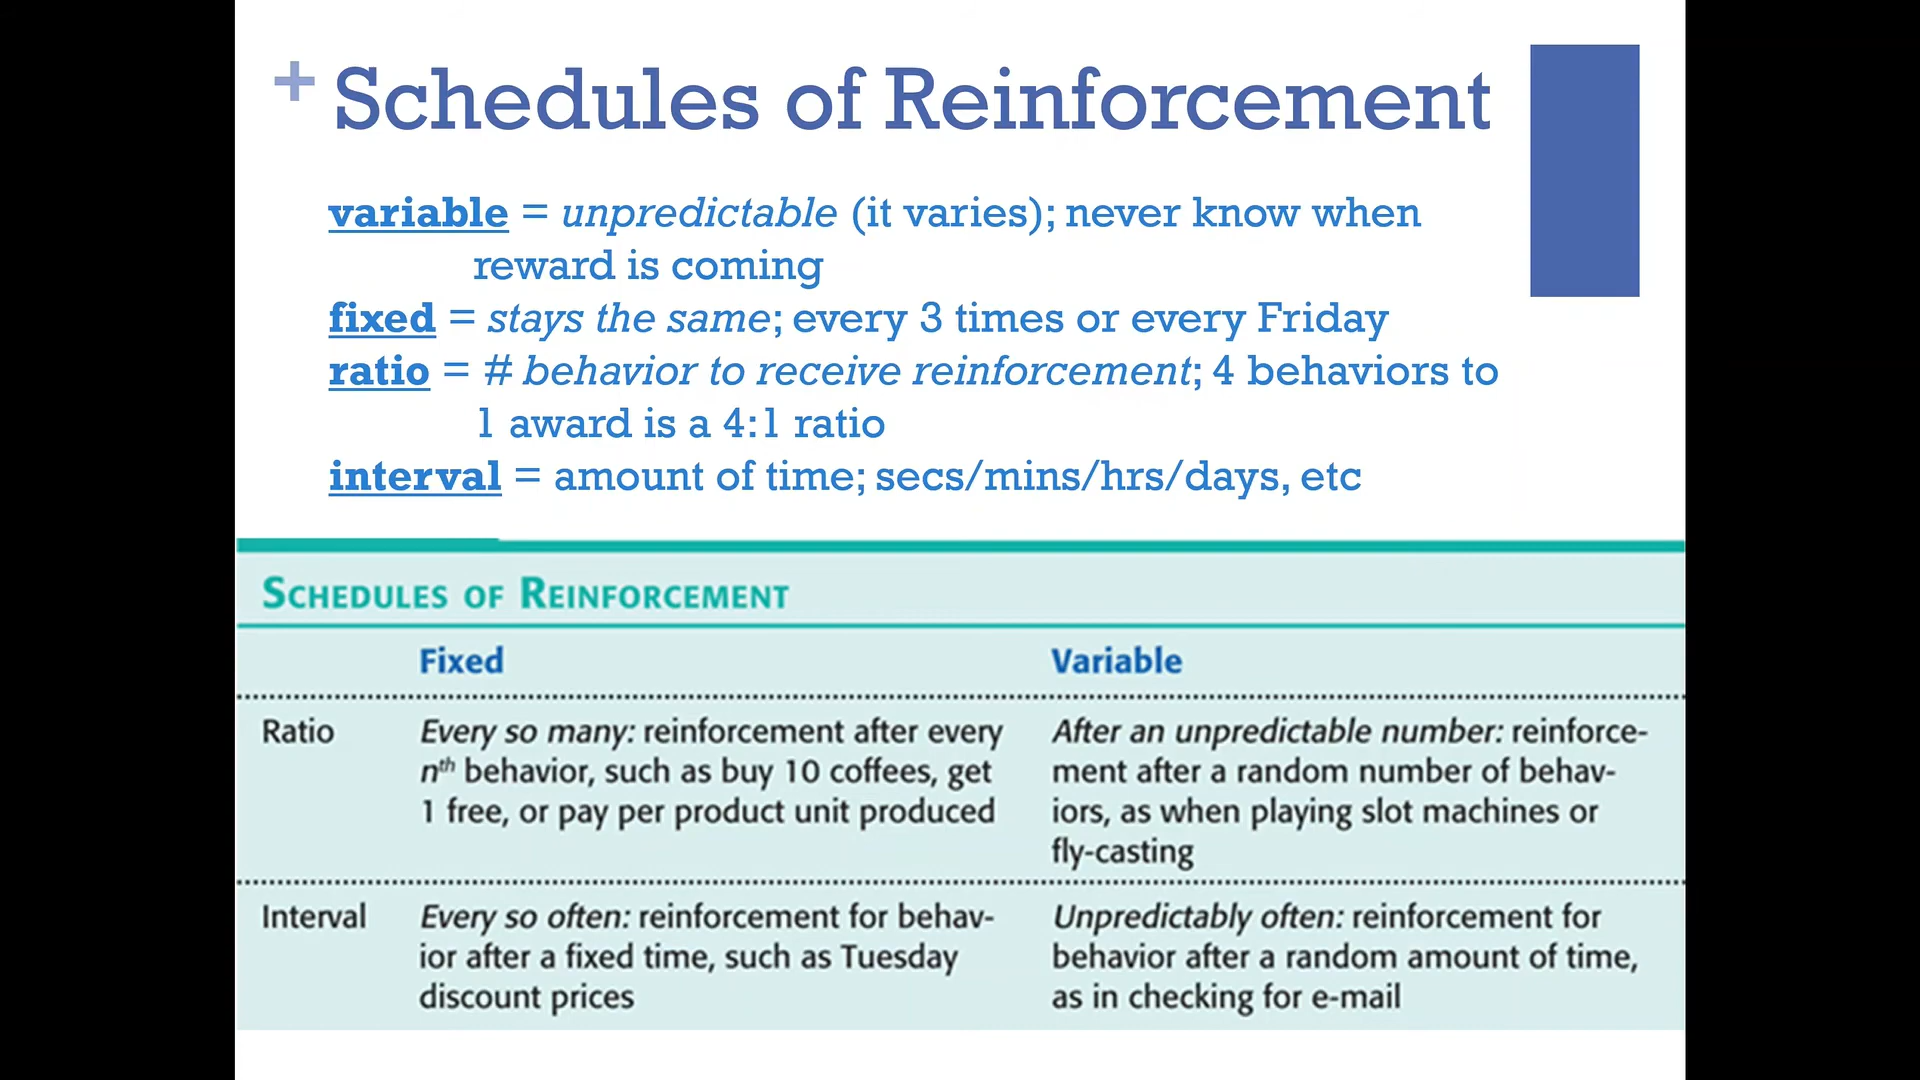 + Schedules of Reinforcement
variable = unpredictable (it varies); never know when
reward is coming
fixed = stays the same; every 3 times or every Friday
ratio = # behavior to receive reinforcement; 4 behaviors to
1 award is a 4:1 ratio
interval = amount of time; secs/mins/hrs/days, etc
SCHEDULES OF REINFORCEMENT
Fixed Variable
Ratio
Every so many: reinforcement after every
nth behavior, such as buy 10 coffees, get
1 free, or pay per product unit produced
After an unpredictable number: reinforce-
ment after a random number of behav-
iors, as when playing slot machines or
fly-casting
Interval
Every so often: reinforcement for behav-
ior after a fixed time, such as Tuesday
discount prices
Unpredictably often: reinforcement for
behavior after a random amount of time,
as in checking for e-mail